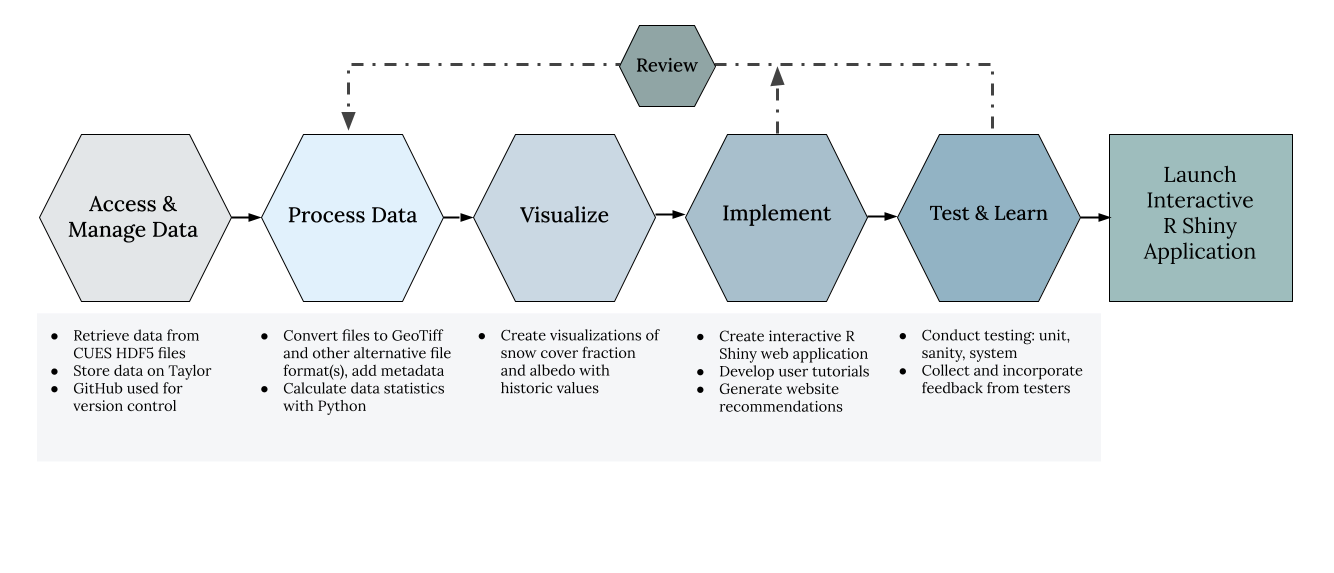 Review
Access &
Manage Data
Process Data
Visualize
Implement
Test & Learn
Launch
Interactive
R Shiny
Application
● Retrieve data from
CUES HDF5 files
● Store data on Taylor
● GitHub used for
version control
● Convert files to GeoTiff
and other alternative file
format(s), add metadata
● Calculate data statistics
with Python
● Create visualizations of
snow cover fraction
and albedo with
historic values
● Create interactive R
Shiny web application
● Develop user tutorials
● Generate website
recommendations
● Conduct testing: unit,
sanity, system
● Collect and incorporate
feedback from testers